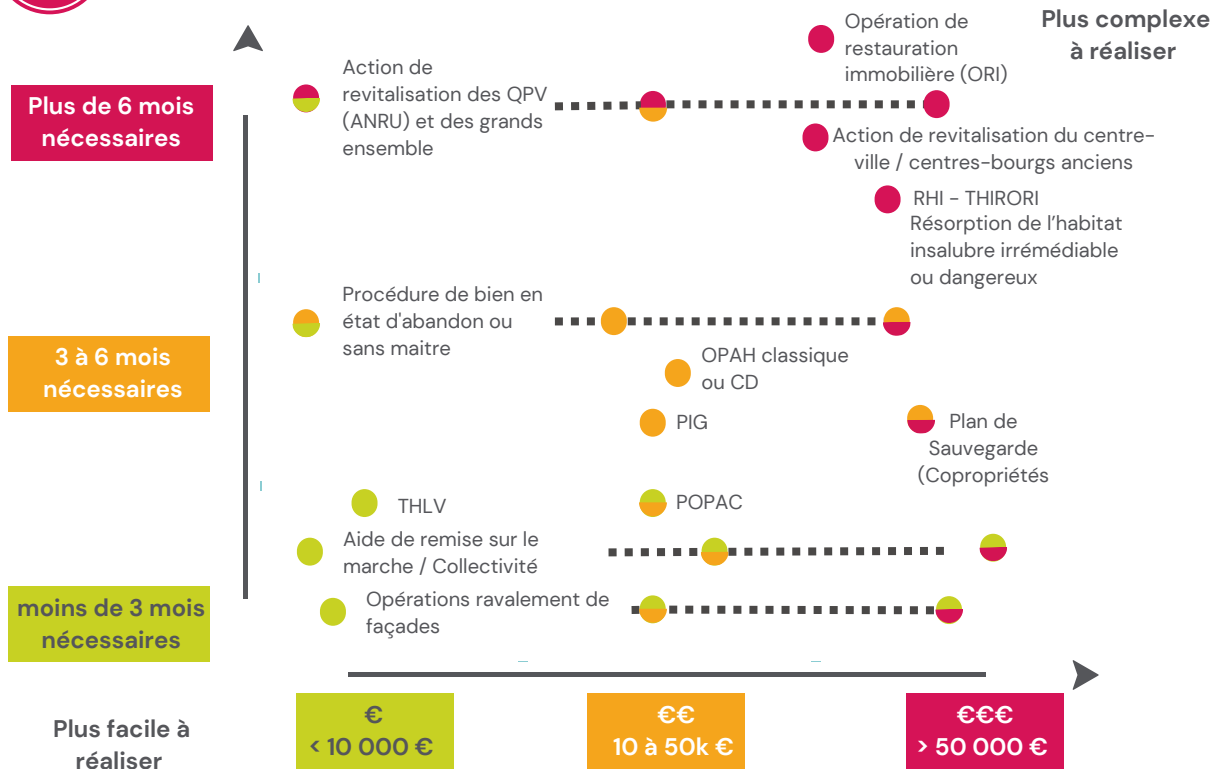 Plus complexe
à réaliser
Opération de
restauration
immobilière (ORI)
Action de
revitalisation des QPV
(ANRU) et des grands
ensemble
Plus de 6 mois
nécessaires
Action de revitalisation du centre-
ville / centres-bourgs anciens
RHI - THIRORI
Résorption de l'habitat
insalubre irrémédiable
ou dangereux
Procédure de bien en
état d'abandon ou
sans maitre
3 à 6 mois
nécessaires
OPAH classique
ou CD
PIG
Plan de
Sauvegarde
(Copropriétés
THLV
POPAC
Aide de remise sur le
marche / Collectivité
moins de 3 mois
nécessaires
Opérations ravalement de
façades
Plus facile à
réaliser
€
< 10 000 €
€€
10 à 50k €
€€€
> 50 000 €